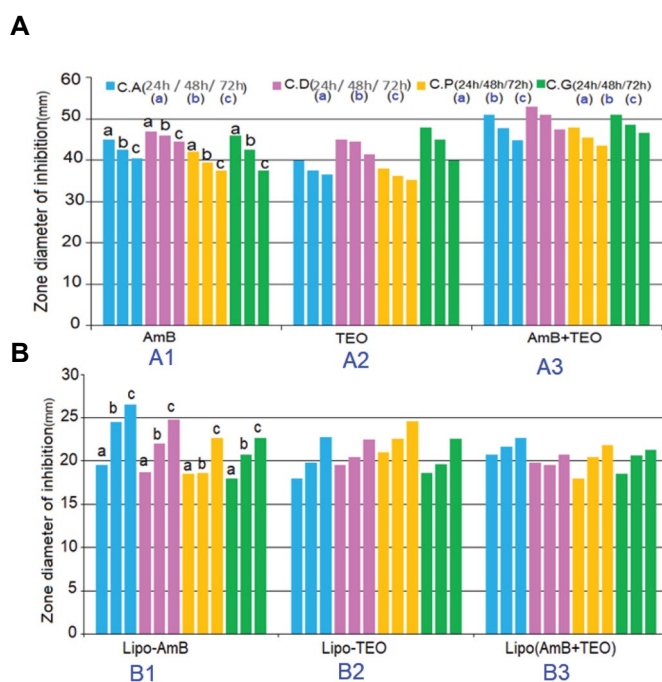 A
Zone diameter of inhibition(mm)
60
50
40
30
20
10
0
C.A(24h / 48h/ 72h) C.D(24h / 48h/ 72h) C.P(24h/48h/72h) C.G(24h/48h/72h)
(a) (b) (c) (a) (b) (c) (a) (b) (c) (a) (b) (c)
a b c a b c a b c a b c
AmB TEO AmB+TEO
A1 A2 A3
B
Zone diameter of inhibition(mm)
30
25
20
15
10
5
0
a b c a b c a b c a b c
Lipo-AmB Lipo-TEO Lipo(AmB+TEO)
B1 B2 B3